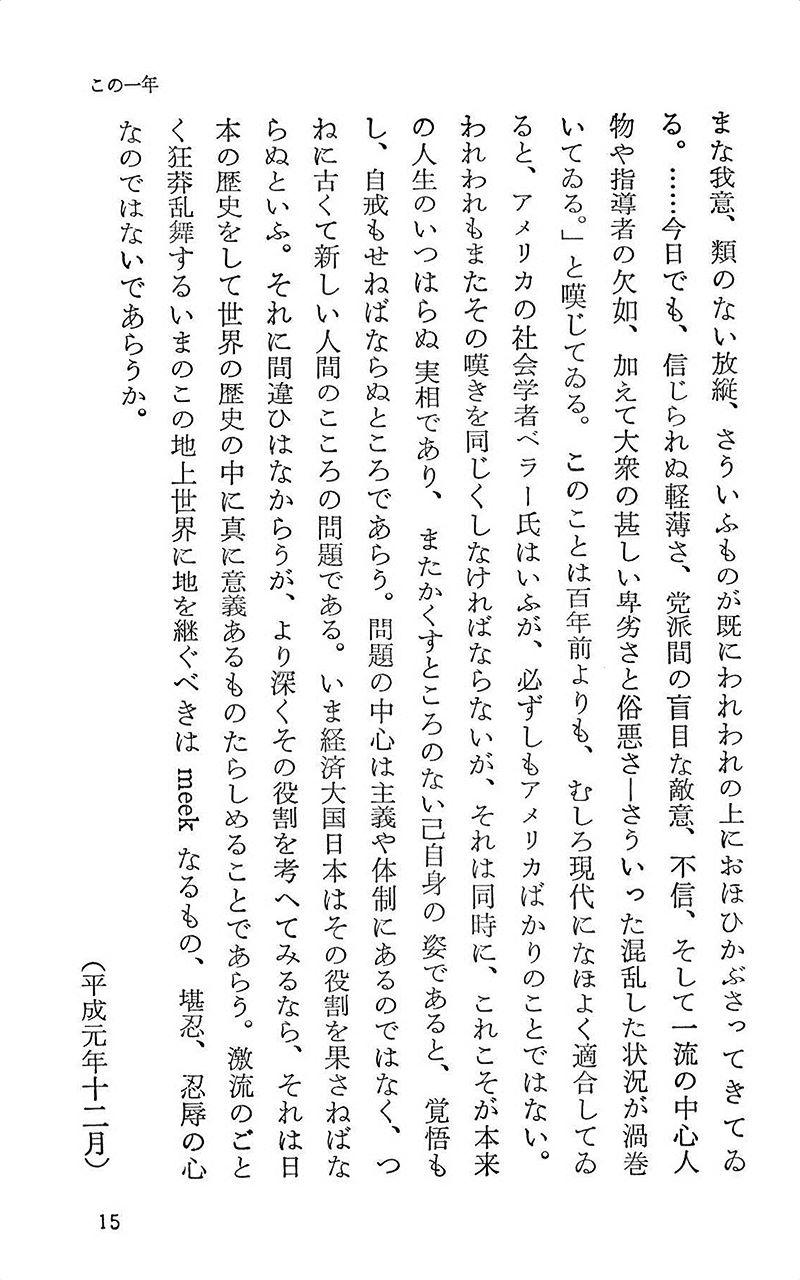 この一年
まな我意、類のない放縦、さういふものが既にわれわれの上におほひかぶさってきてゐ
る。……今日でも、信じられぬ軽薄さ、党派間の盲目な敵意、不信、そして一流の中心人
物や指導者の欠如、加えて大衆の甚しい卑劣さと俗悪さ―さういった混乱した状況が渦巻
いてゐる。」と嘆じてゐる。このことは百年前よりも、むしろ現代になほよく適合してゐ
ると、アメリカの社会学者ベラー氏はいふが、必ずしもアメリカばかりのことではない。
われわれもまたその嘆きを同じくしなければならないが、それは同時に、これこそが本来
の人生のいつはらぬ実相であり、またかくすところのない己自身の姿であると、覚悟も
し、自戒もせねばならぬところであらう。問題の中心は主義や体制にあるのではなく、つ
ねに古くて新しい人間のこころの問題である。いま経済大国日本はその役割を果さねばな
らぬといふ。それに間違ひはなからうが、より深くその役割を考へてみるなら、それは日
本の歴史をして世界の歴史の中に真に意義あるものたらしめることであらう。激流のごと
く狂莽乱舞するいまのこの地上世界に地を継ぐべきは meek なるもの、堪忍、忍辱の心
なのではないであらうか。
（平成元年十二月）
15